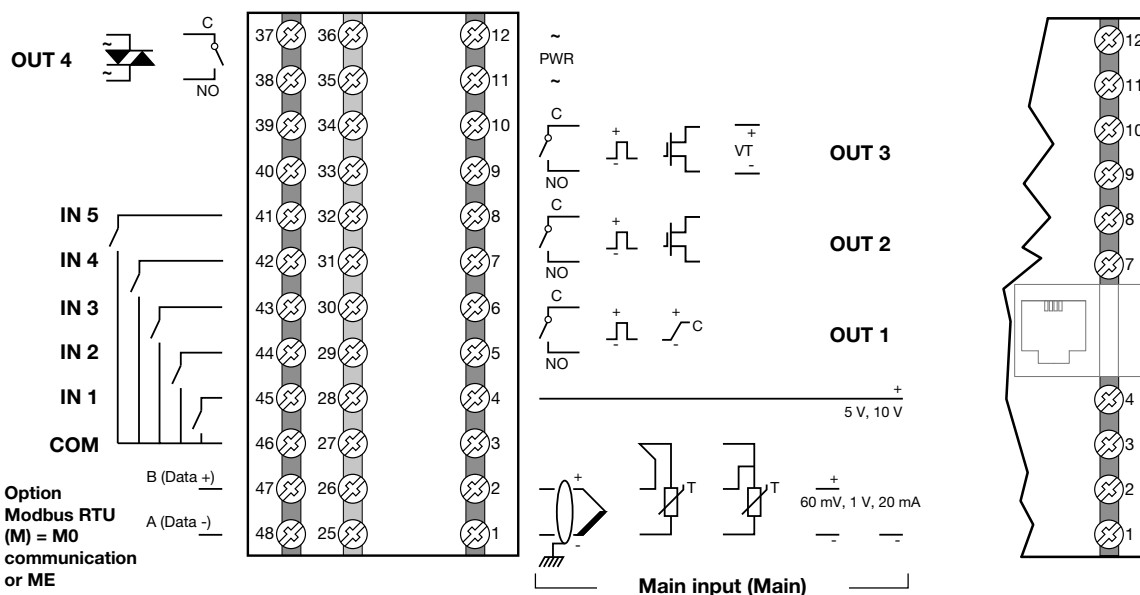 OUT 4
~
~
C
NO
37 36 12
38 35 11
39 34 10
40 33 9
41 32 8
42 31 7
43 30 6
44 29 5
45 28 4
46 27 3
47 26 2
48 25 1
IN 5
IN 4
IN 3
IN 2
IN 1
COM
B (Data +)
A (Data -)
Option
Modbus RTU
(M) = M0
communication
or ME
~
PWR
~
C
NO
+
-
+
VT
-
OUT 3
C
NO
+
-
OUT 2
C
NO
+
-
+
C
-
OUT 1
+
5 V, 10 V
+
-
T
T
+
60 mV, 1 V, 20 mA
-
-
Main input (Main)
12
11
10
9
8
7
4
3
2
1